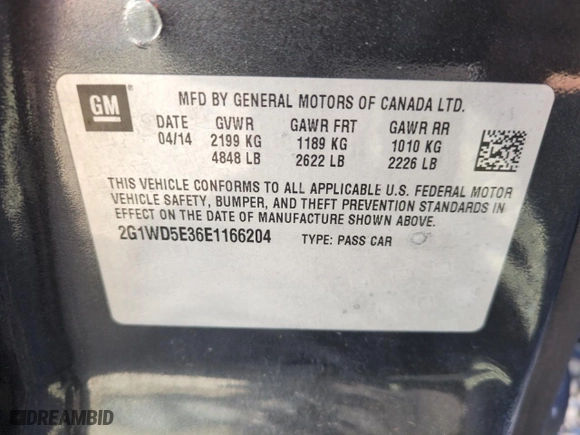 GM
MFD BY GENERAL MOTORS OF CANADA LTD.
DATE GVWR GAWR FRT GAWR RR
04/14 2199 KG 1189 KG 1010 KG
4848 LB 2622 LB 2226 LB
THIS VEHICLE CONFORMS TO ALL APPLICABLE U.S. FEDERAL MOTOR
VEHICLE SAFETY, BUMPER, AND THEFT PREVENTION STANDARDS IN
EFFECT ON THE DATE OF MANUFACTURE SHOWN ABOVE.
2G1WD5E36E1166204 TYPE: PASS CAR
DREAMBID